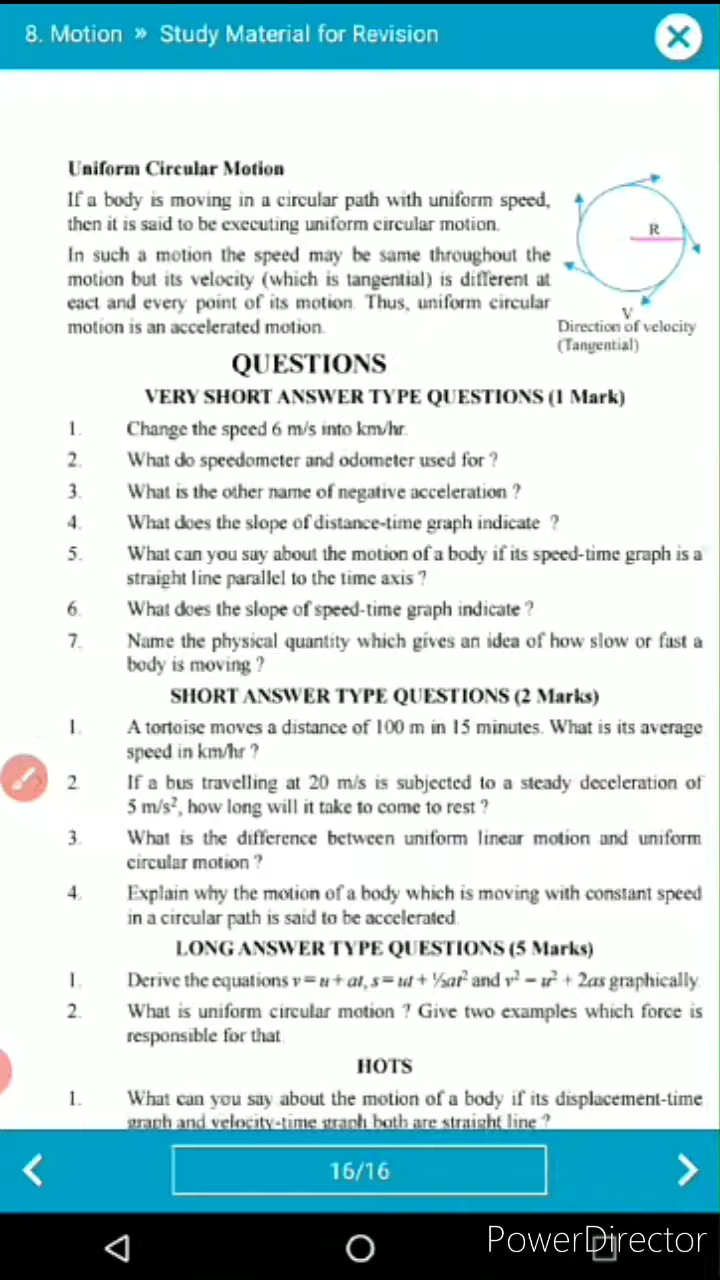 8. Motion » Study Material for Revision
Uniform Circular Motion
If a body is moving in a circular path with uniform speed,
then it is said to be executing uniform circular motion.
In such a motion the speed may be same throughout the
motion but its velocity (which is tangential) is different at
eact and every point of its motion. Thus, uniform circular
motion is an accelerated motion.
R
V
Direction of velocity
(Tangential)
QUESTIONS
VERY SHORT ANSWER TYPE QUESTIONS (1 Mark)
1. Change the speed 6 m/s into km/hr.
2. What do speedometer and odometer used for ?
3. What is the other name of negative acceleration ?
4. What does the slope of distance-time graph indicate ?
5. What can you say about the motion of a body if its speed-time graph is a
straight line parallel to the time axis ?
6. What does the slope of speed-time graph indicate ?
7. Name the physical quantity which gives an idea of how slow or fast a
body is moving ?
SHORT ANSWER TYPE QUESTIONS (2 Marks)
1. A tortoise moves a distance of 100 m in 15 minutes. What is its average
speed in km/hr ?
2. If a bus travelling at 20 m/s is subjected to a steady deceleration of
5 m/s², how long will it take to come to rest ?
3. What is the difference between uniform linear motion and uniform
circular motion ?
4. Explain why the motion of a body which is moving with constant speed
in a circular path is said to be accelerated.
LONG ANSWER TYPE QUESTIONS (5 Marks)
1. Derive the equations v = u + at, s = ut + ½at² and v² – u² + 2as graphically.
2. What is uniform circular motion ? Give two examples which force is
responsible for that.
HOTS
1. What can you say about the motion of a body if its displacement-time
graph and velocity-time graph both are straight line ?
16/16
PowerDirector